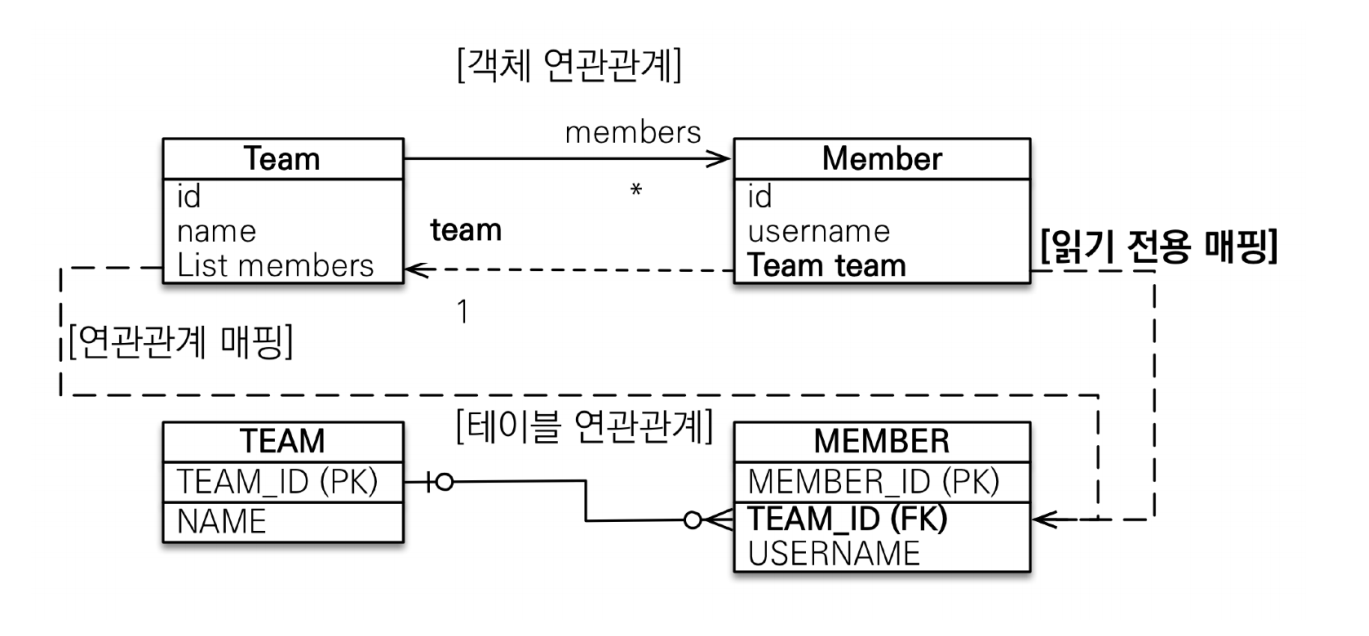 [객체 연관관계]
members
Team
id
name
List members
*
team
1
Member
id
username
Team team
[읽기 전용 매핑]
[연관관계 매핑]
[테이블 연관관계]
TEAM
TEAM_ID (PK)
NAME
MEMBER
MEMBER_ID (PK)
TEAM_ID (FK)
USERNAME